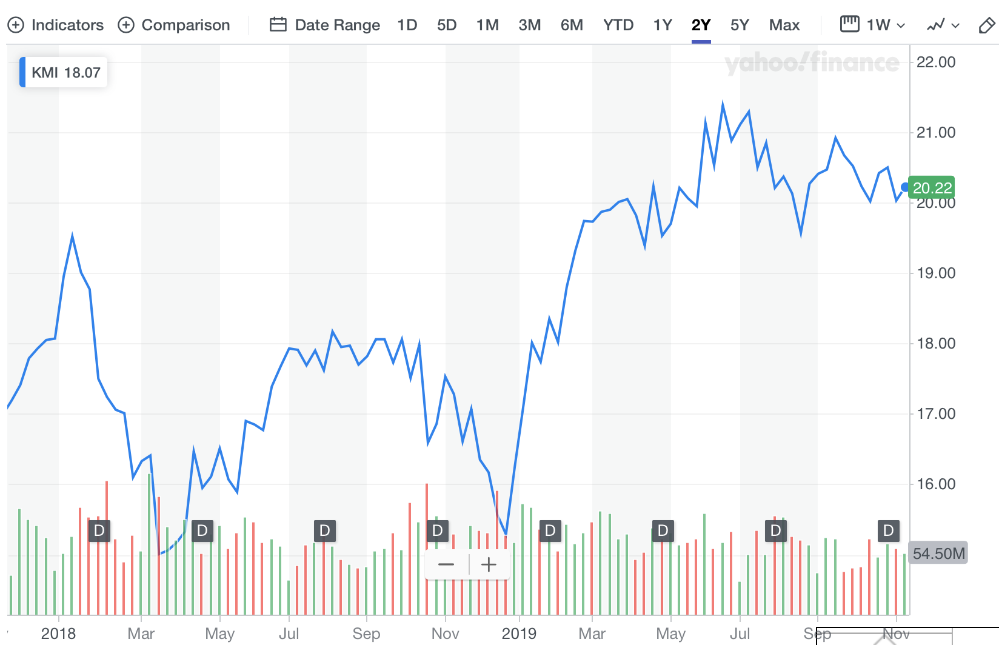 Indicators Comparison Date Range 1D 5D 1M 3M 6M YTD 1Y 2Y 5Y Max 1W
yahoo!finance
22.00
KMI 18.07
21.00
20.22
20.00
19.00
18.00
17.00
16.00
D D D D D D D D
54.50M
2018 Mar May Jul Sep Nov 2019 Mar May Jul Sep Nov